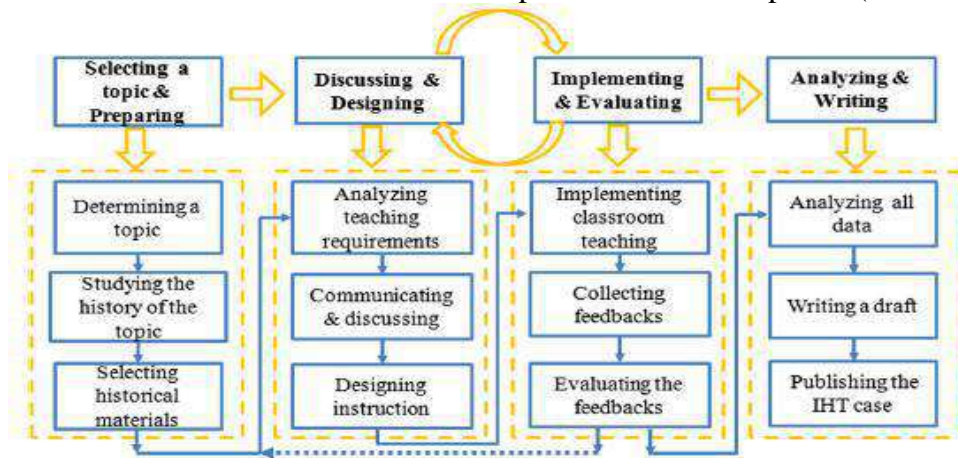 Selecting a
topic &
Preparing
Discussing &
Designing
Implementing
& Evaluating
Analyzing &
Writing
Determining a
topic
Studying the
history of the
topic
Selecting
historical
materials
Analyzing
teaching
requirements
Communicating
& discussing
Designing
instruction
Implementing
classroom
teaching
Collecting
feedbacks
Evaluating the
feedbacks
Analyzing all
data
Writing a draft
Publishing the
IHT case